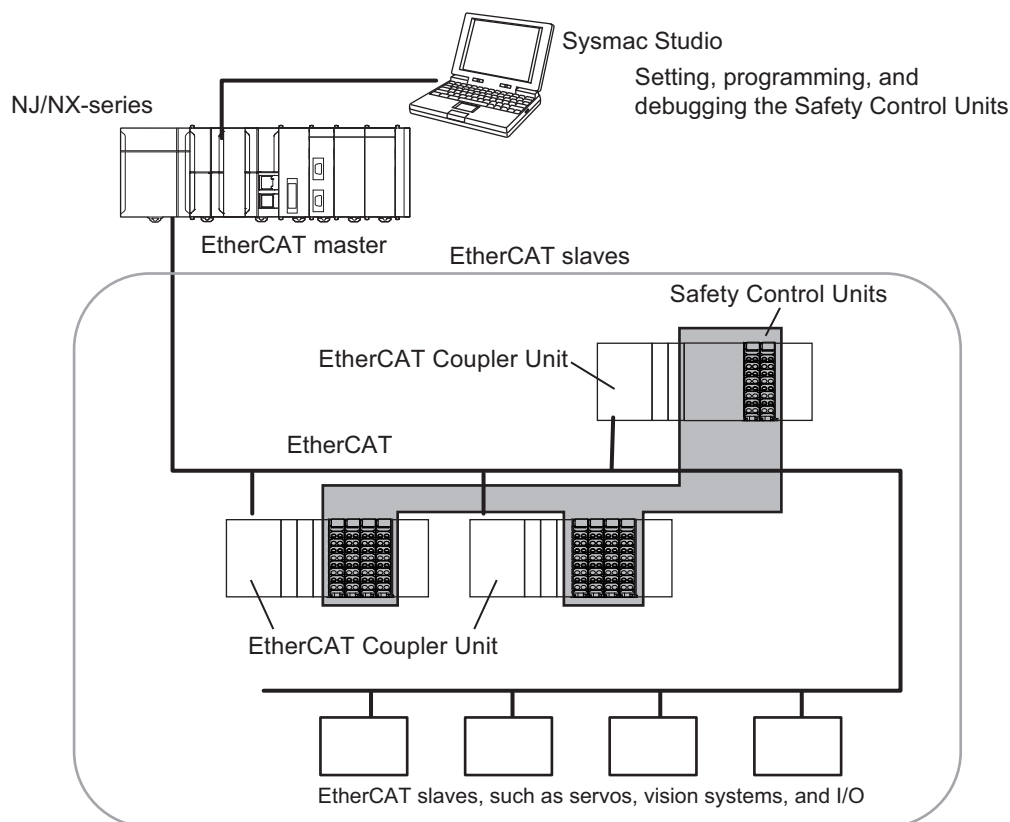 Sysmac Studio
Setting, programming, and
debugging the Safety Control Units
NJ/NX-series
EtherCAT master
EtherCAT slaves
Safety Control Units
EtherCAT Coupler Unit
EtherCAT
EtherCAT Coupler Unit
EtherCAT slaves, such as servos, vision systems, and I/O